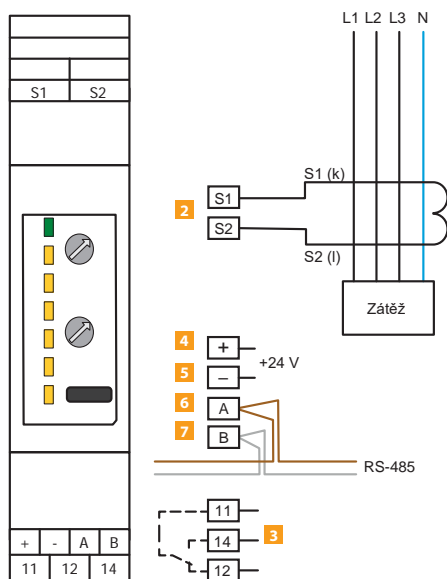 L1 L2 L3 N
S1 S2
S1 (k)
2
S1
S2
S2 (l)
Zátěž
4
+
+24 V
5
–
6
A
7
B
RS-485
11
14
3
12
+ - A B
11 12 14